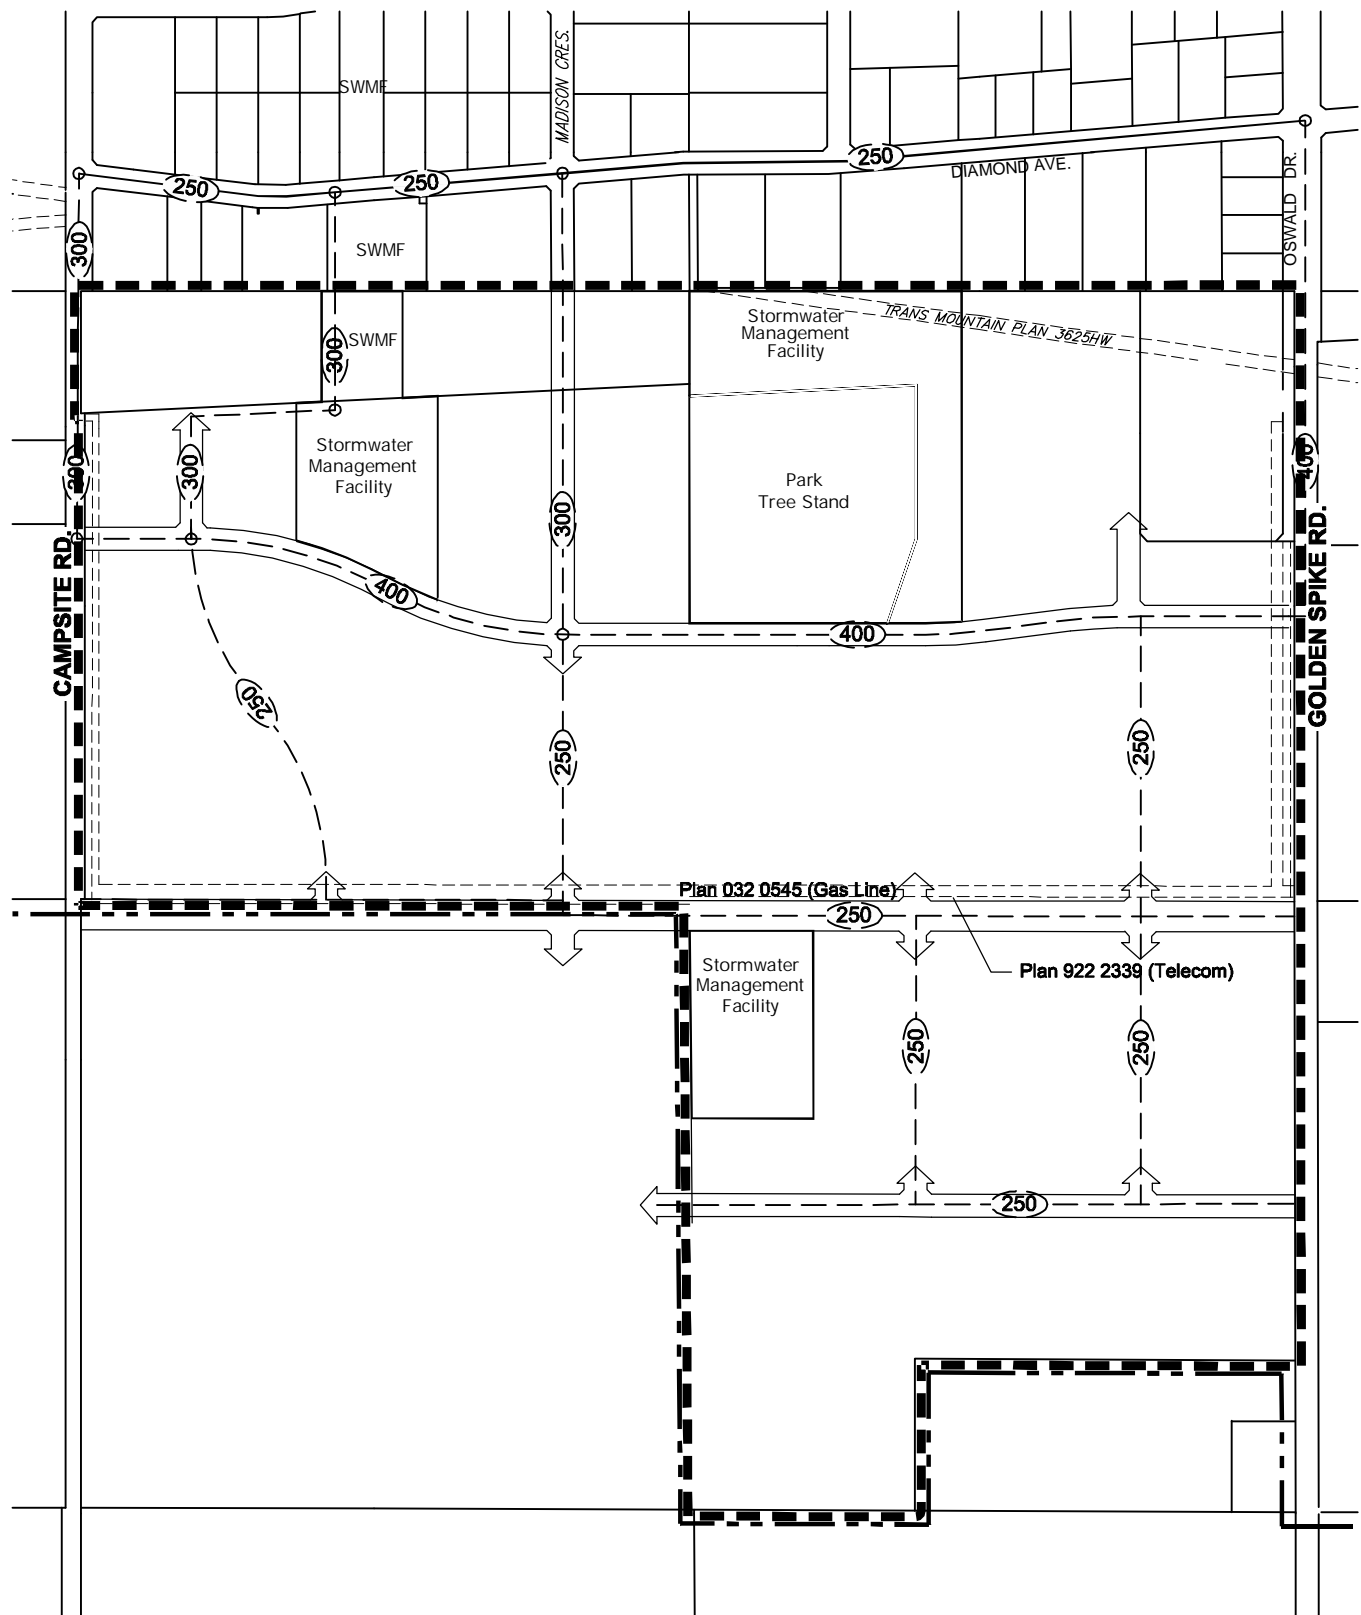 MADISON CRES.
SWMF
250
250
250
DIAMOND AVE.
OSWALD DR.
300
SWMF
Stormwater
Management
Facility
TRANS MOUNTAIN PLAN 3625HW
SWMF
300
300
300
Stormwater
Management
Facility
300
Park
Tree Stand
400
CAMPSITE RD.
GOLDEN SPIKE RD.
400
400
250
250
250
Plan 032 0545 (Gas Line)
250
Stormwater
Management
Facility
Plan 922 2339 (Telecom)
250
250
250